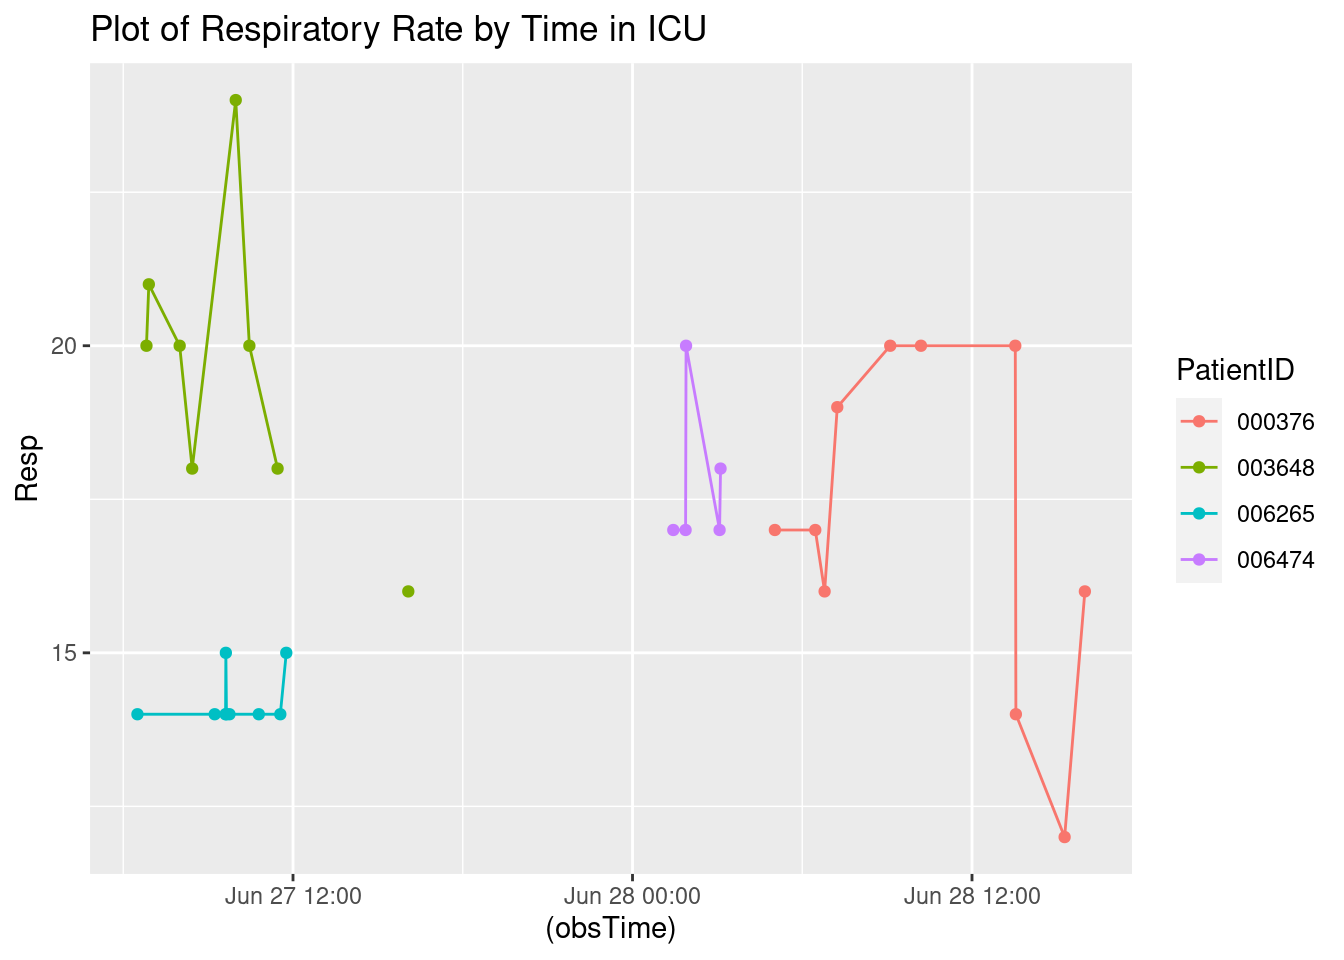 Plot of Respiratory Rate by Time in ICU
Resp
20
15
Jun 27 12:00
Jun 28 00:00
Jun 28 12:00
(obsTime)
PatientID
000376
003648
006265
006474